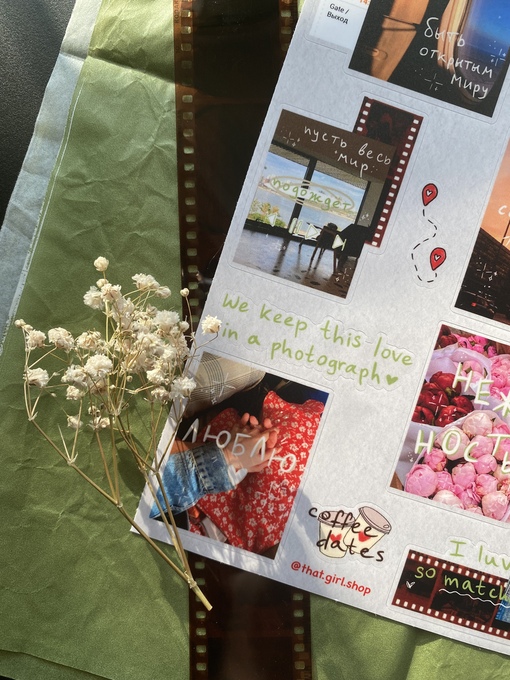 Gate /
Выход
быть
открытым
миру
пусть весь
мир
подождёт
We keep this love
in a photograph
ЛЮБЛЮ
НЕЖ
НОСТЬ
coffee
dates
@that.girl.shop
I luv
so match